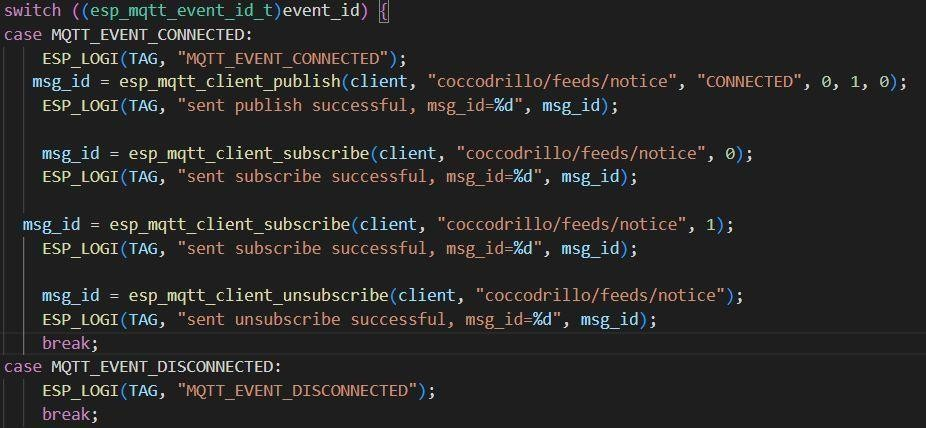 switch ((esp_mqtt_event_id_t)event_id) {
case MQTT_EVENT_CONNECTED:
ESP_LOGI(TAG, "MQTT_EVENT_CONNECTED");
msg_id = esp_mqtt_client_publish(client, "coccodrillo/feeds/notice", "CONNECTED", 0, 1, 0);
ESP_LOGI(TAG, "sent publish successful, msg_id=%d", msg_id);
msg_id = esp_mqtt_client_subscribe(client, "coccodrillo/feeds/notice", 0);
ESP_LOGI(TAG, "sent subscribe successful, msg_id=%d", msg_id);
msg_id = esp_mqtt_client_subscribe(client, "coccodrillo/feeds/notice", 1);
ESP_LOGI(TAG, "sent subscribe successful, msg_id=%d", msg_id);
msg_id = esp_mqtt_client_unsubscribe(client, "coccodrillo/feeds/notice");
ESP_LOGI(TAG, "sent unsubscribe successful, msg_id=%d", msg_id);
break;
case MQTT_EVENT_DISCONNECTED:
ESP_LOGI(TAG, "MQTT_EVENT_DISCONNECTED");
break;